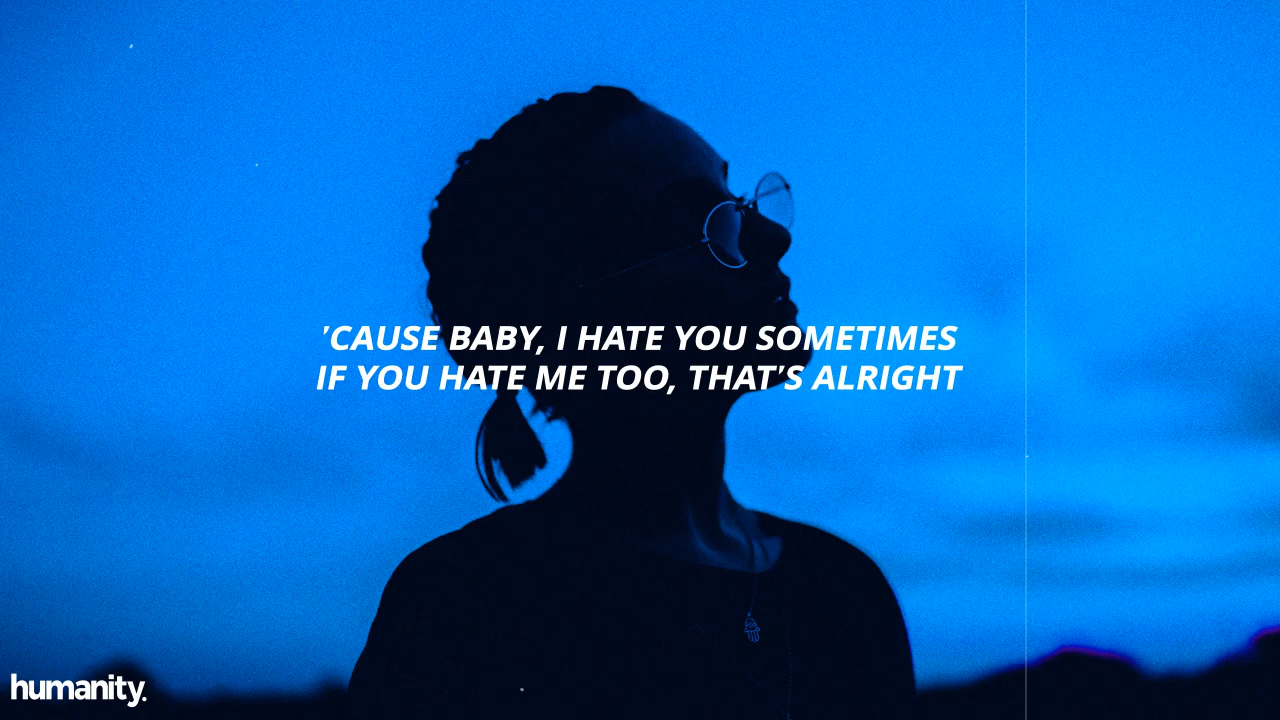 'CAUSE BABY, I HATE YOU SOMETIMES
IF YOU HATE ME TOO, THAT'S ALRIGHT
humanity.